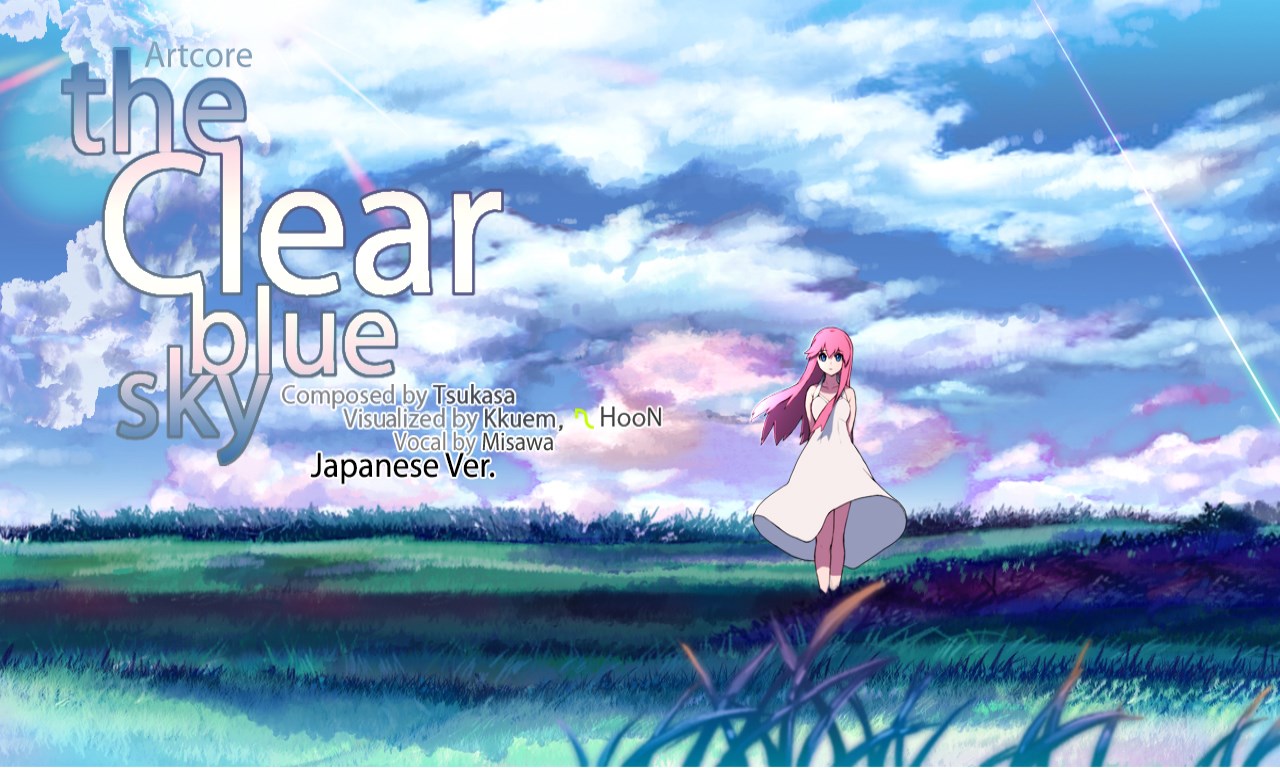 Artcore
the
Clear
blue
sky
Composed by Tsukasa
Visualized by Kkuem, HooN
Vocal by Misawa
Japanese Ver.